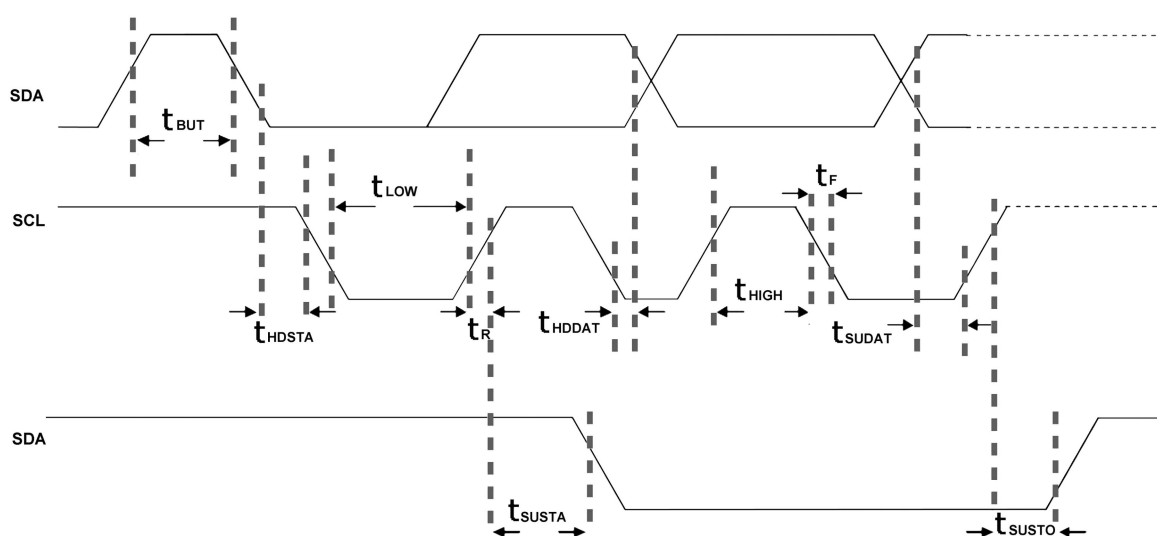 SDA
tBUT
tLOW
tF
SCL
tHDSTA
tR
tHDDAT
tHIGH
tSUDAT
SDA
tSUSTA
tSUSTO